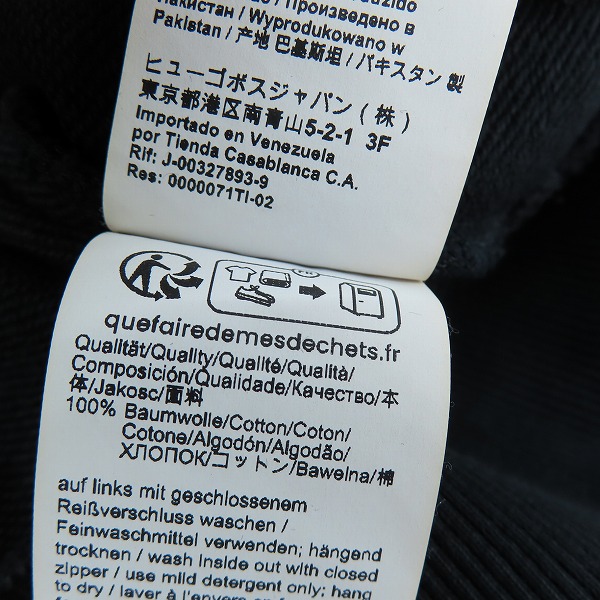 Произведено в
Пакистан / Wyprodukowano w
Pakistan / 产地 巴基斯坦 / パキスタン 製
ヒューゴボスジャパン ( 株 )
東京都港区南青山5-2-1 3F
Importado en Venezuela
por Tienda Casablanca C.A.
Rif: J-00327893-9
Res: 0000071TI-02
quefairedemesdechets.fr
Qualität/Quality/Qualité/Qualità/
Composición/Qualidade/Качество/本
体/Jakosc/面料
100% Baumwolle/Cotton/Coton/
Cotone/Algodón/Algodão/
ХЛОПОК/コットン/Bawelna/棉
auf links mit geschlossenem
Reißverschluss waschen /
Feinwaschmittel verwenden; hängend
trocknen / wash inside out with closed
zipper / use mild detergent only; hang
to dry / laver à l'envers avec